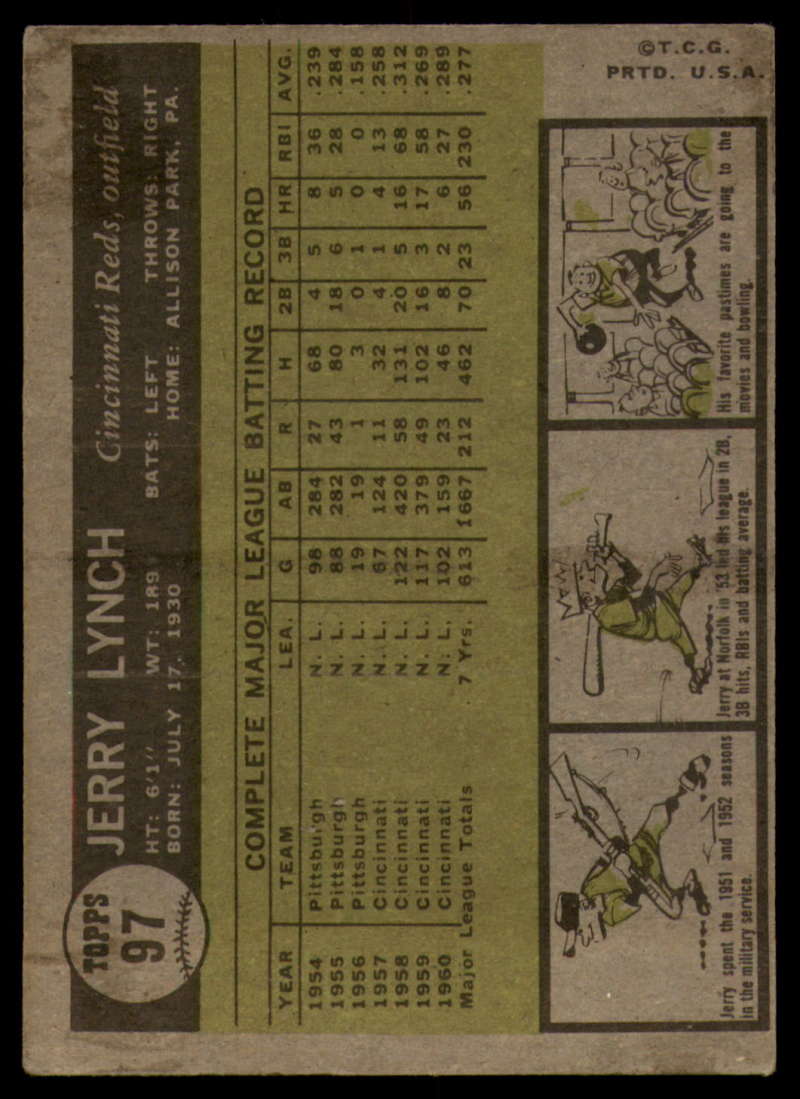 TOPPS
97
JERRY LYNCH Cincinnati Reds, outfield
HT: 6'1" WT: 189 BATS: LEFT THROWS: RIGHT
BORN: JULY 17, 1930 HOME: ALLISON PARK, PA.
COMPLETE MAJOR LEAGUE BATTING RECORD
YEAR TEAM LEA. G AB R H 2B 3B HR RBI AVG.
1954 Pittsburgh N. L. 98 284 27 68 4 5 8 36 .239
1955 Pittsburgh N. L. 88 282 43 80 18 6 5 28 .284
1956 Pittsburgh N. L. 19 19 1 3 0 1 0 0 .158
1957 Cincinnati N. L. 67 124 11 32 4 1 4 13 .258
1958 Cincinnati N. L. 122 420 58 131 20 5 16 68 .312
1959 Cincinnati N. L. 117 379 49 102 16 3 17 58 .269
1960 Cincinnati N. L. 102 159 23 46 8 2 6 27 .289
Major League Totals 7 Yrs. 613 1667 212 462 70 23 56 230 .277
Jerry spent the 1951 and 1952 seasons
in the military service.
Jerry at Norfolk in '53 led his league in 2B,
3B hits, RBIs and batting average.
His favorite pastimes are going to the
movies and bowling.
©T.C.G.
PRTD. U.S.A.